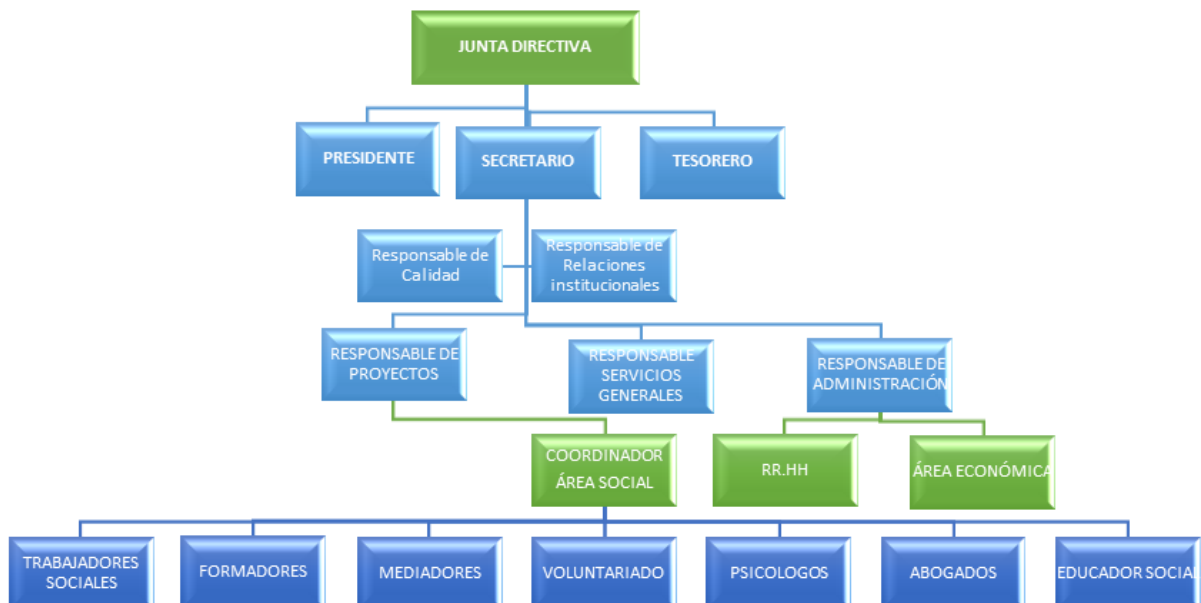 JUNTA DIRECTIVA
PRESIDENTE
SECRETARIO
TESORERO
Responsable de
Calidad
Responsable de
Relaciones
institucionales
RESPONSABLE DE
PROYECTOS
RESPONSABLE
SERVICIOS
GENERALES
RESPONSABLE DE
ADMINISTRACIÓN
COORDINADOR
ÁREA SOCIAL
RR.HH
ÁREA ECONÓMICA
TRABAJADORES
SOCIALES
FORMADORES
MEDIADORES
VOLUNTARIADO
PSICOLOGOS
ABOGADOS
EDUCADOR SOCIAL